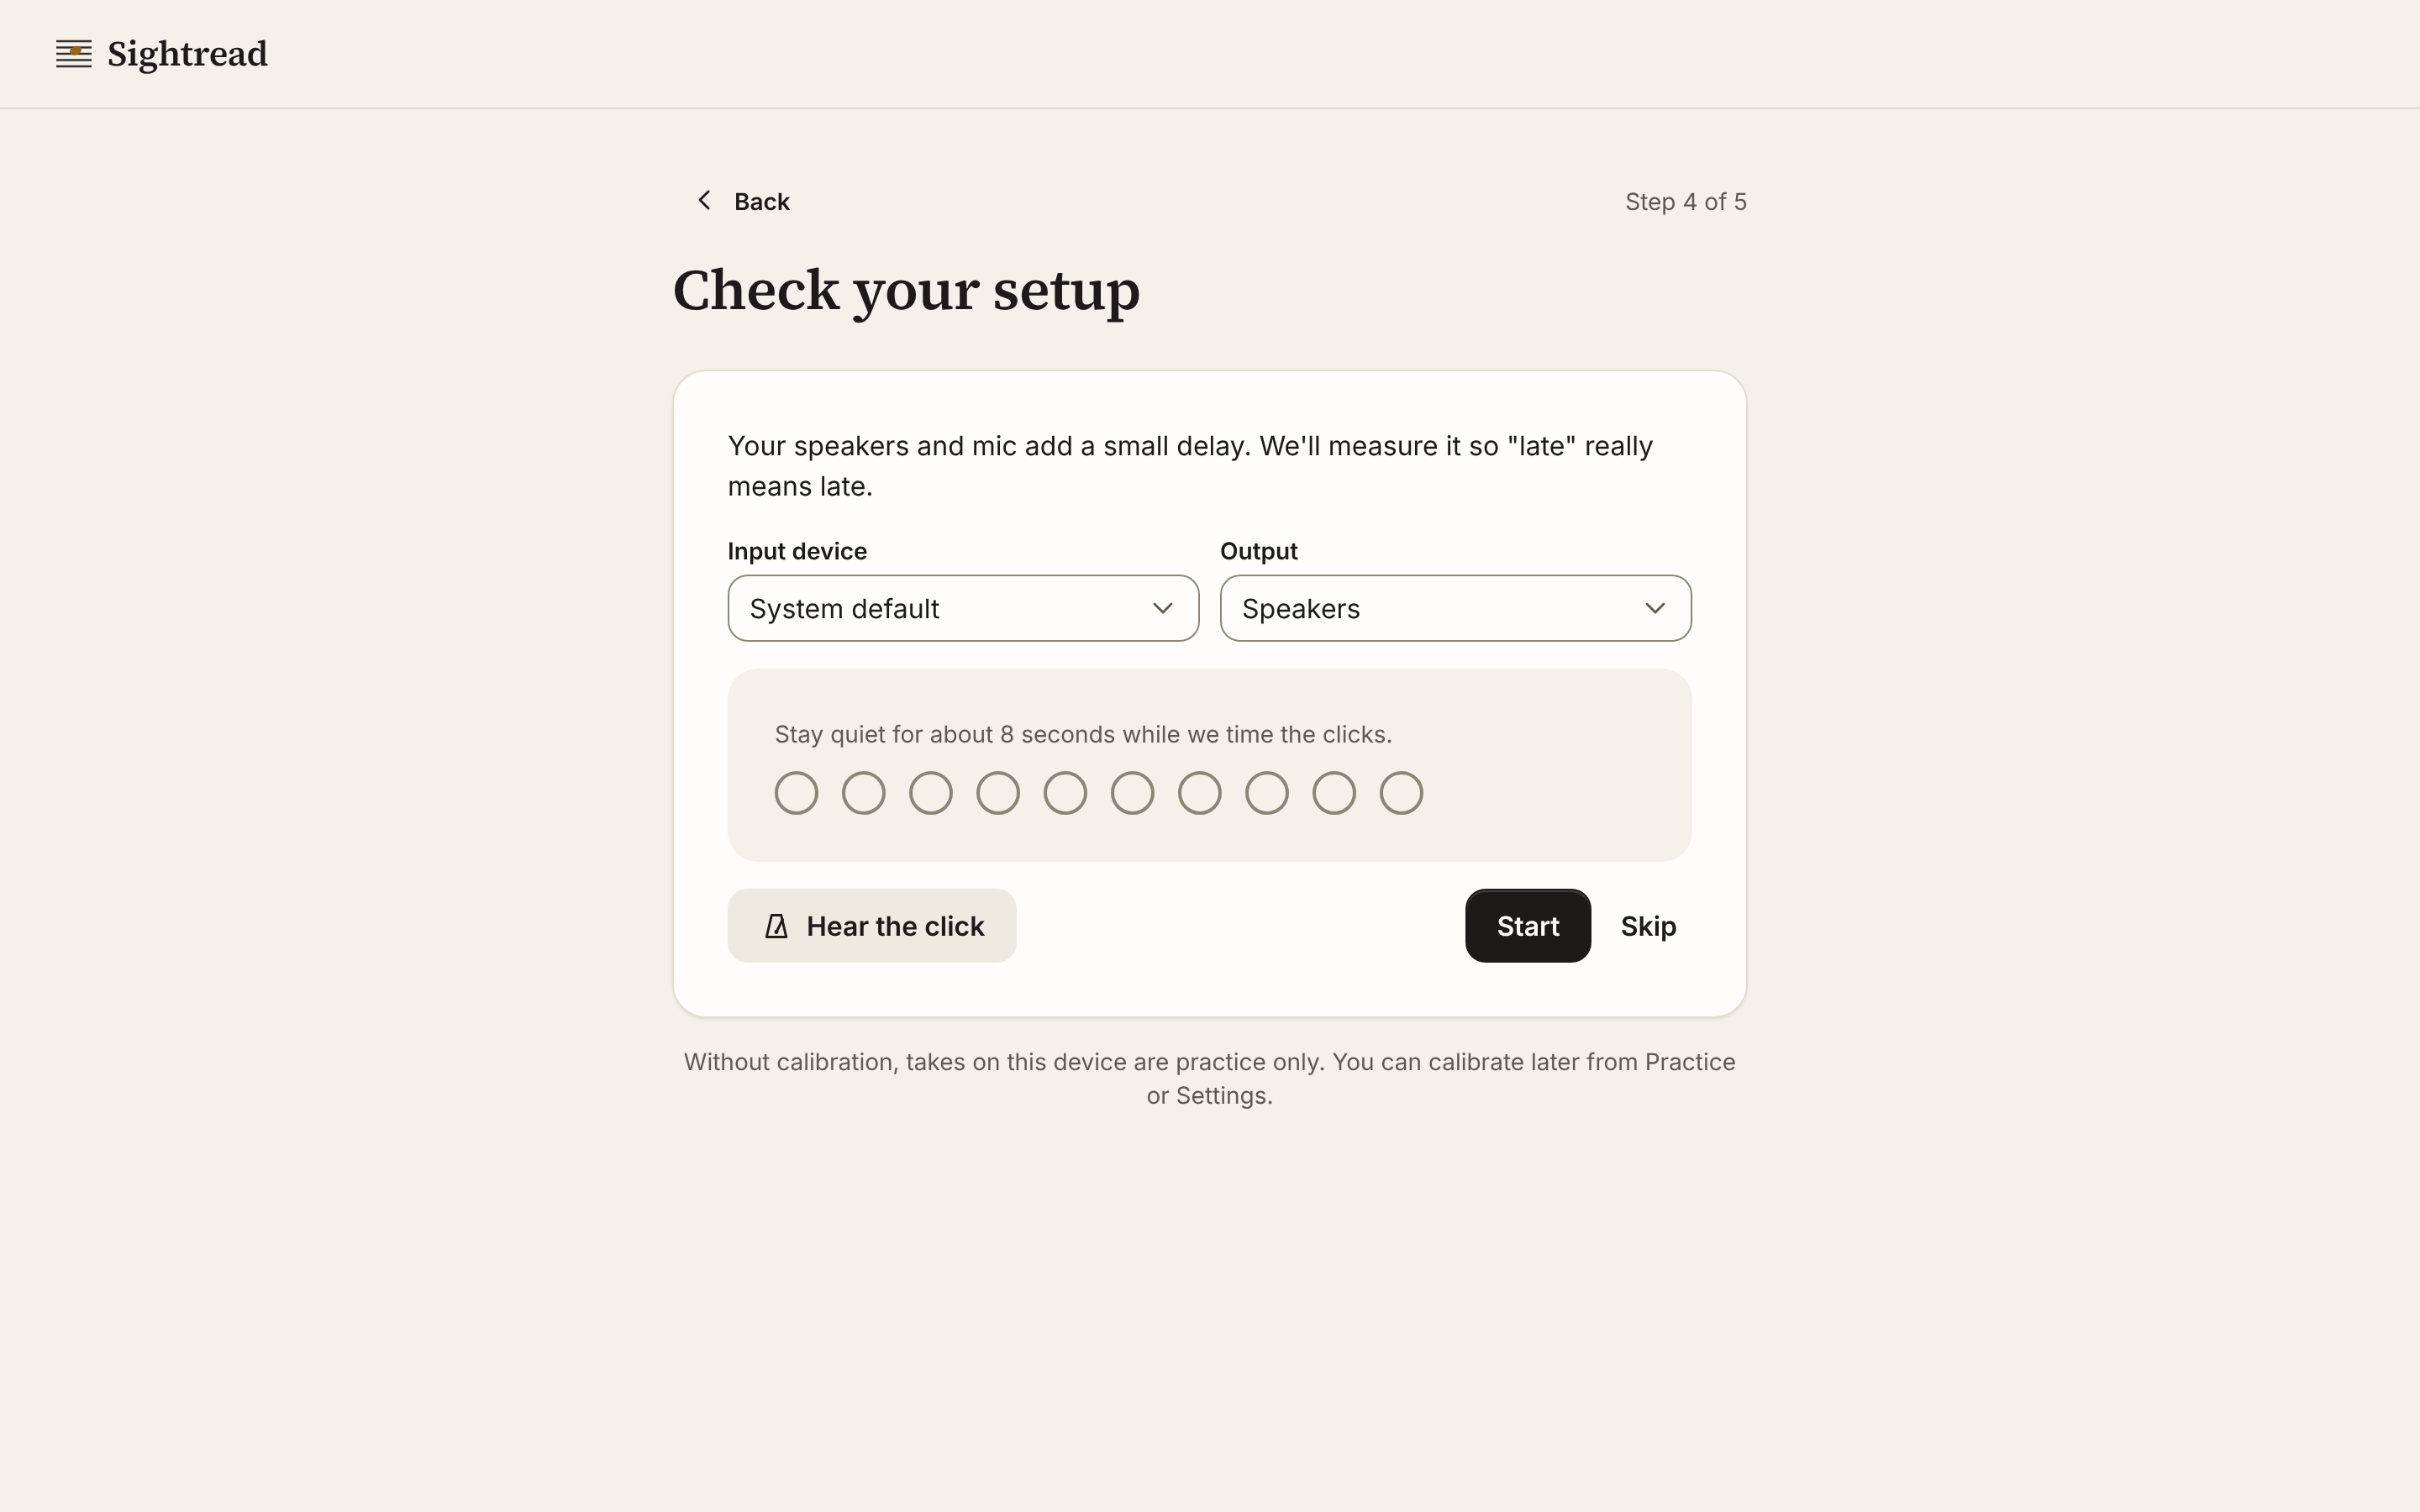 Sightread
Back
Step 4 of 5
Check your setup
Your speakers and mic add a small delay. We'll measure it so "late" really
means late.
Input device
Output
System default
Speakers
Stay quiet for about 8 seconds while we time the clicks.
Hear the click
Start
Skip
Without calibration, takes on this device are practice only. You can calibrate later from Practice
or Settings.